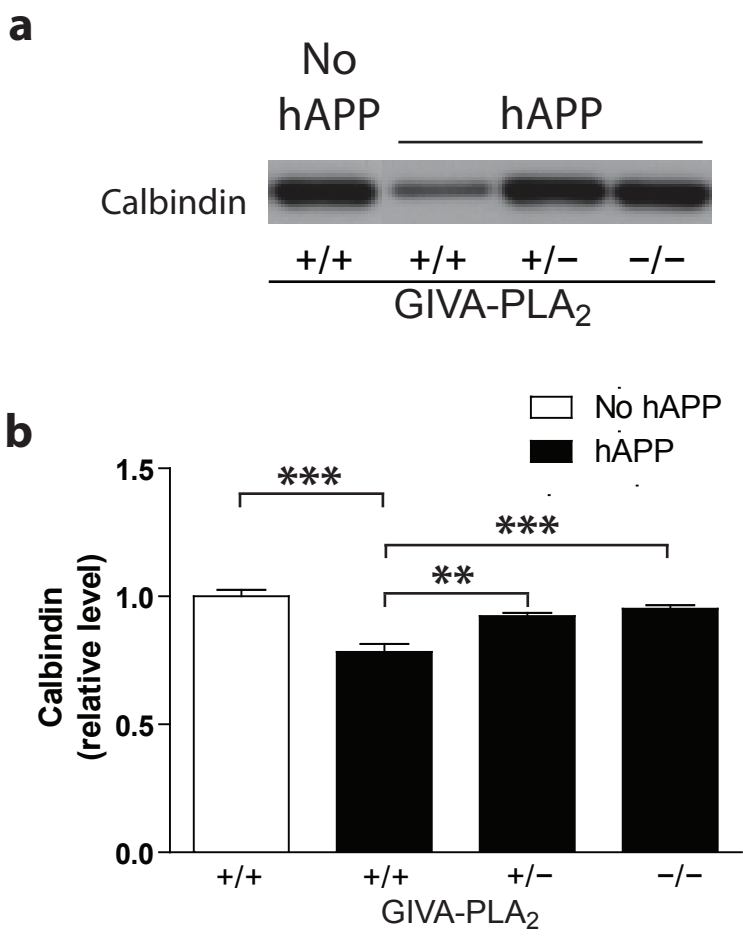 a
No
hAPP
hAPP
Calbindin
+/+ +/+ +/− −/−
GIVA-PLA₂
b
No hAPP
hAPP
1.5
1.0
0.5
0.0
Calbindin
(relative level)
***
***
**
+/+ +/+ +/− −/−
GIVA-PLA₂